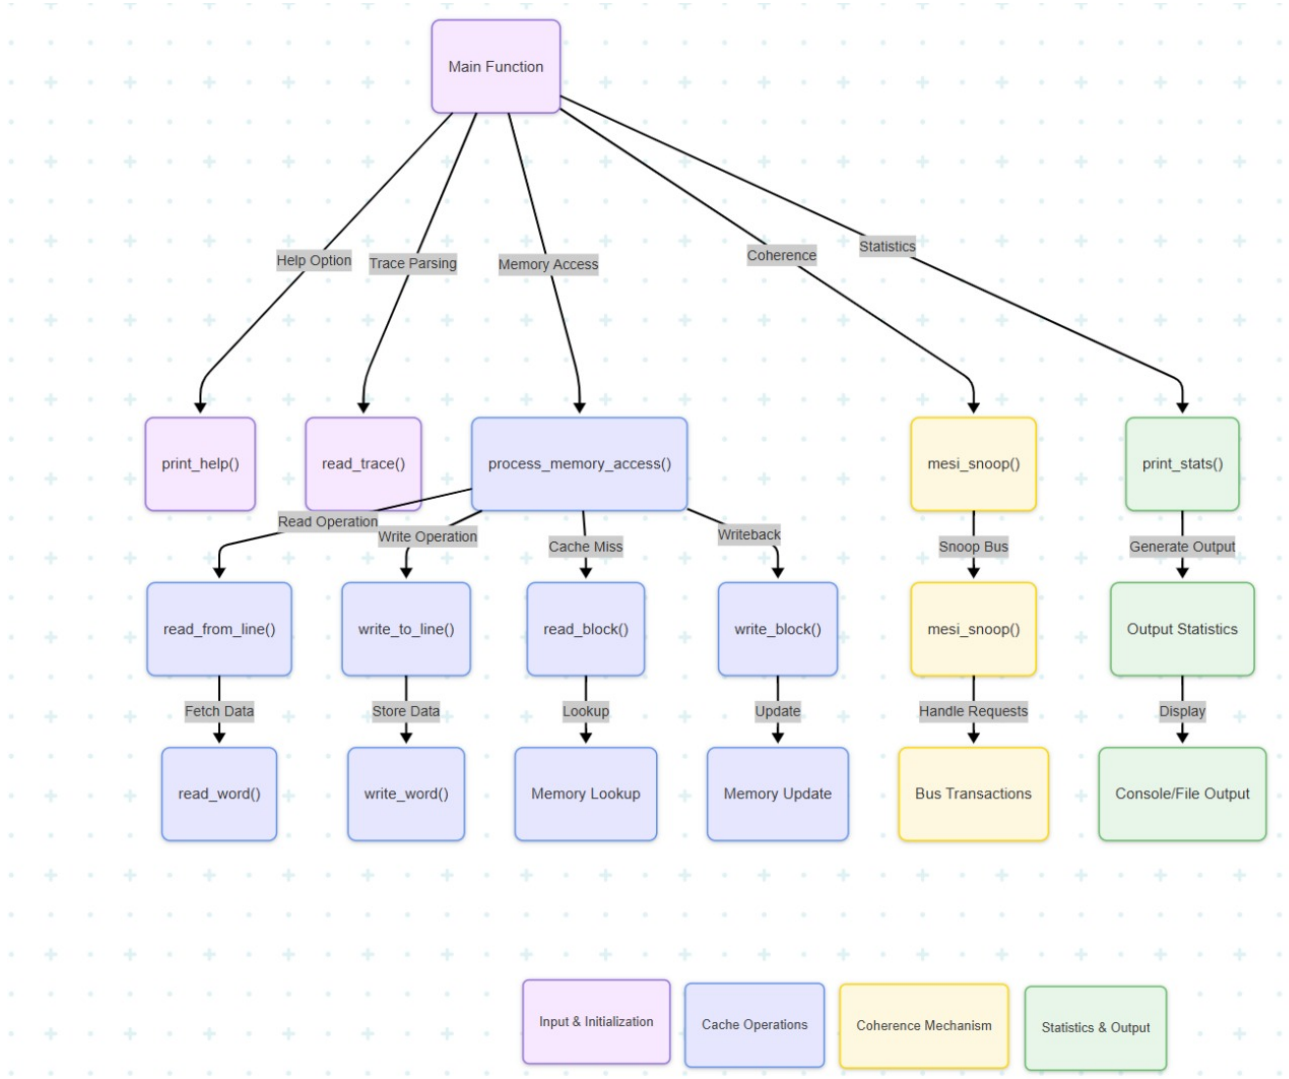 Main Function
Help Option
Trace Parsing
Memory Access
Coherence
Statistics
print_help()
read_trace()
process_memory_access()
mesi_snoop()
print_stats()
Read Operation
Write Operation
Cache Miss
Writeback
Snoop Bus
Generate Output
read_from_line()
write_to_line()
read_block()
write_block()
mesi_snoop()
Output Statistics
Fetch Data
Store Data
Lookup
Update
Handle Requests
Display
read_word()
write_word()
Memory Lookup
Memory Update
Bus Transactions
Console/File Output
Input & Initialization
Cache Operations
Coherence Mechanism
Statistics & Output